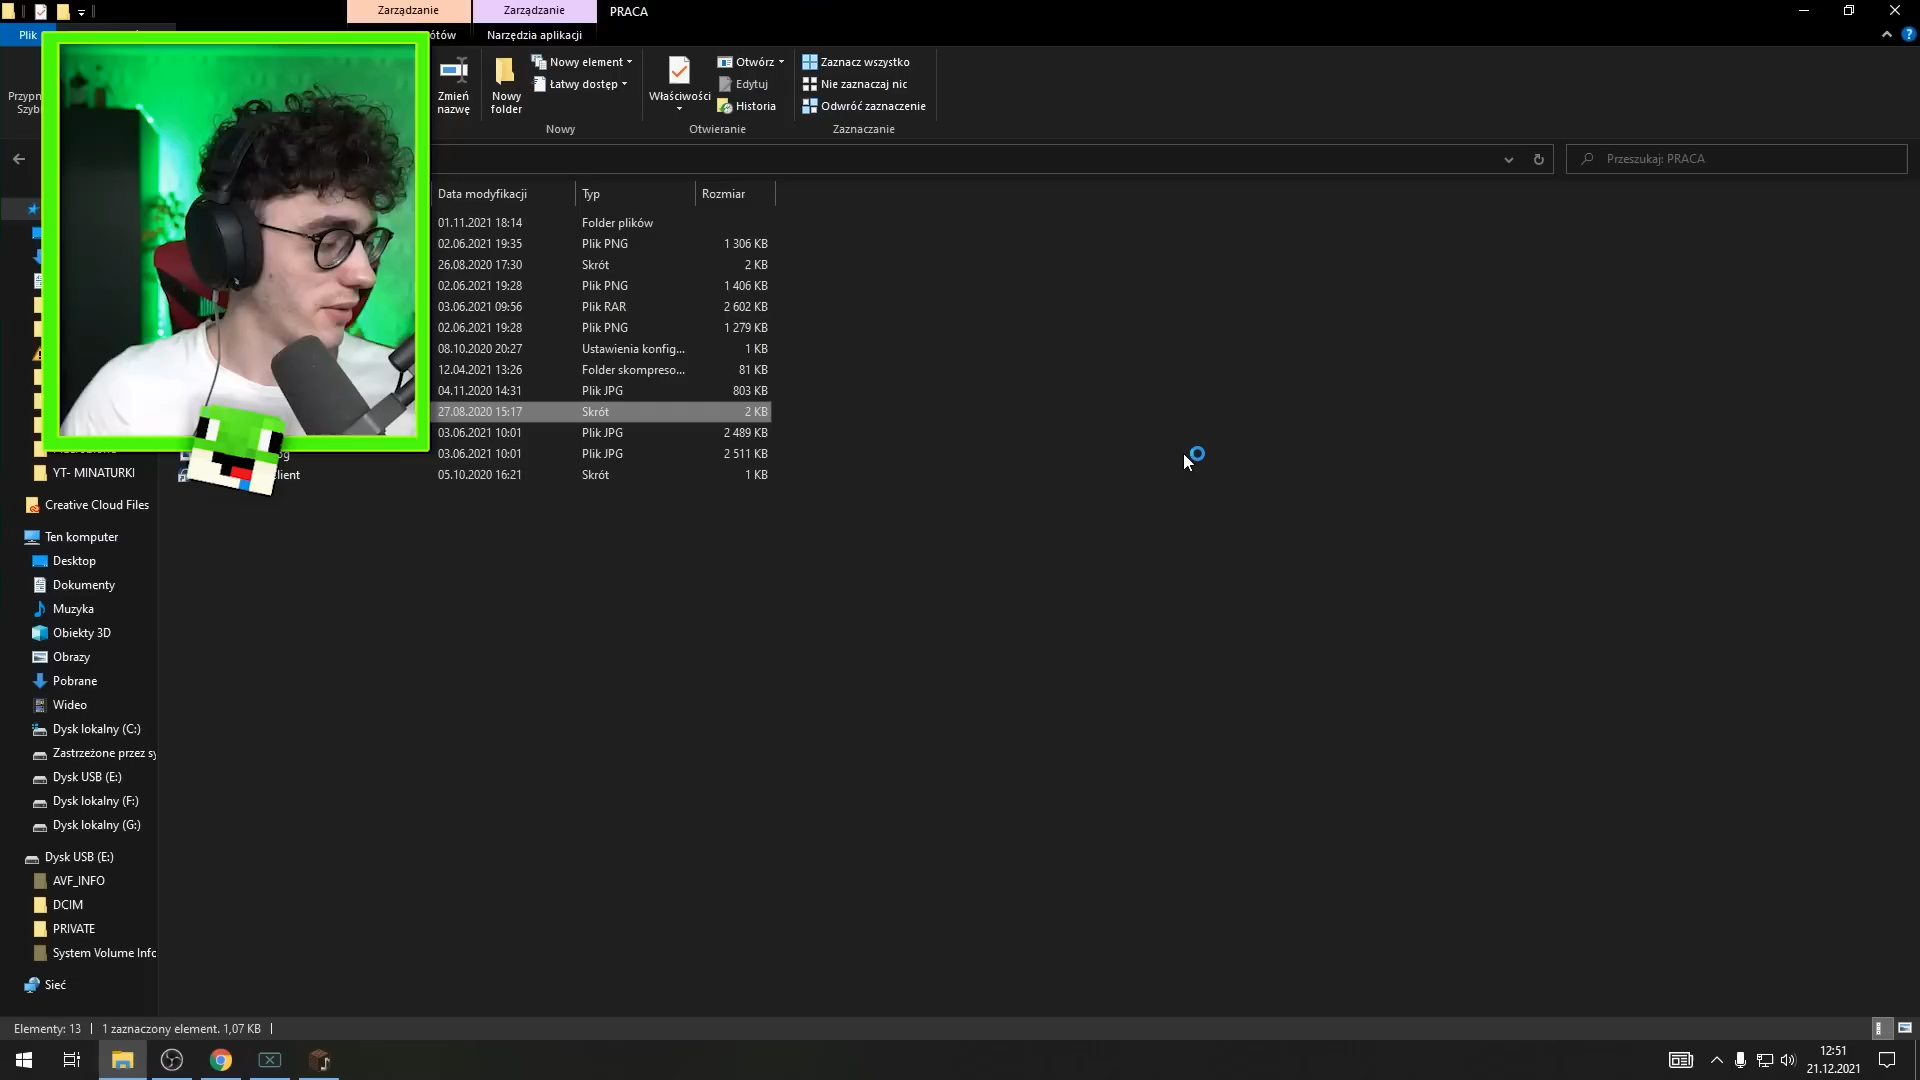 Zarządzanie Zarządzanie PRACA
Plik Narzędzia aplikacji
Zmień nazwę
Nowy folder
Nowy element
Łatwy dostęp
Nowy
Właściwości
Otwórz
Edytuj
Historia
Otwieranie
Zaznacz wszystko
Nie zaznaczaj nic
Odwróć zaznaczenie
Zaznaczanie
Przeszukaj: PRACA
Data modyfikacji Typ Rozmiar
01.11.2021 18:14 Folder plików
02.06.2021 19:35 Plik PNG 1 306 KB
26.08.2020 17:30 Skrót 2 KB
02.06.2021 19:28 Plik PNG 1 406 KB
03.06.2021 09:56 Plik RAR 2 602 KB
02.06.2021 19:28 Plik PNG 1 279 KB
08.10.2020 20:27 Ustawienia konfig... 1 KB
12.04.2021 13:26 Folder skompreso... 81 KB
04.11.2020 14:31 Plik JPG 803 KB
27.08.2020 15:17 Skrót 2 KB
03.06.2021 10:01 Plik JPG 2 489 KB
03.06.2021 10:01 Plik JPG 2 511 KB
05.10.2020 16:21 Skrót 1 KB
YT- MINATURKI
Creative Cloud Files
Ten komputer
Desktop
Dokumenty
Muzyka
Obiekty 3D
Obrazy
Pobrane
Wideo
Dysk lokalny (C:)
Zastrzeżone przez sy
Dysk USB (E:)
Dysk lokalny (F:)
Dysk lokalny (G:)
Dysk USB (E:)
AVF_INFO
DCIM
PRIVATE
System Volume Info
Sieć
Elementy: 13 1 zaznaczony element. 1,07 KB
12:51
21.12.2021